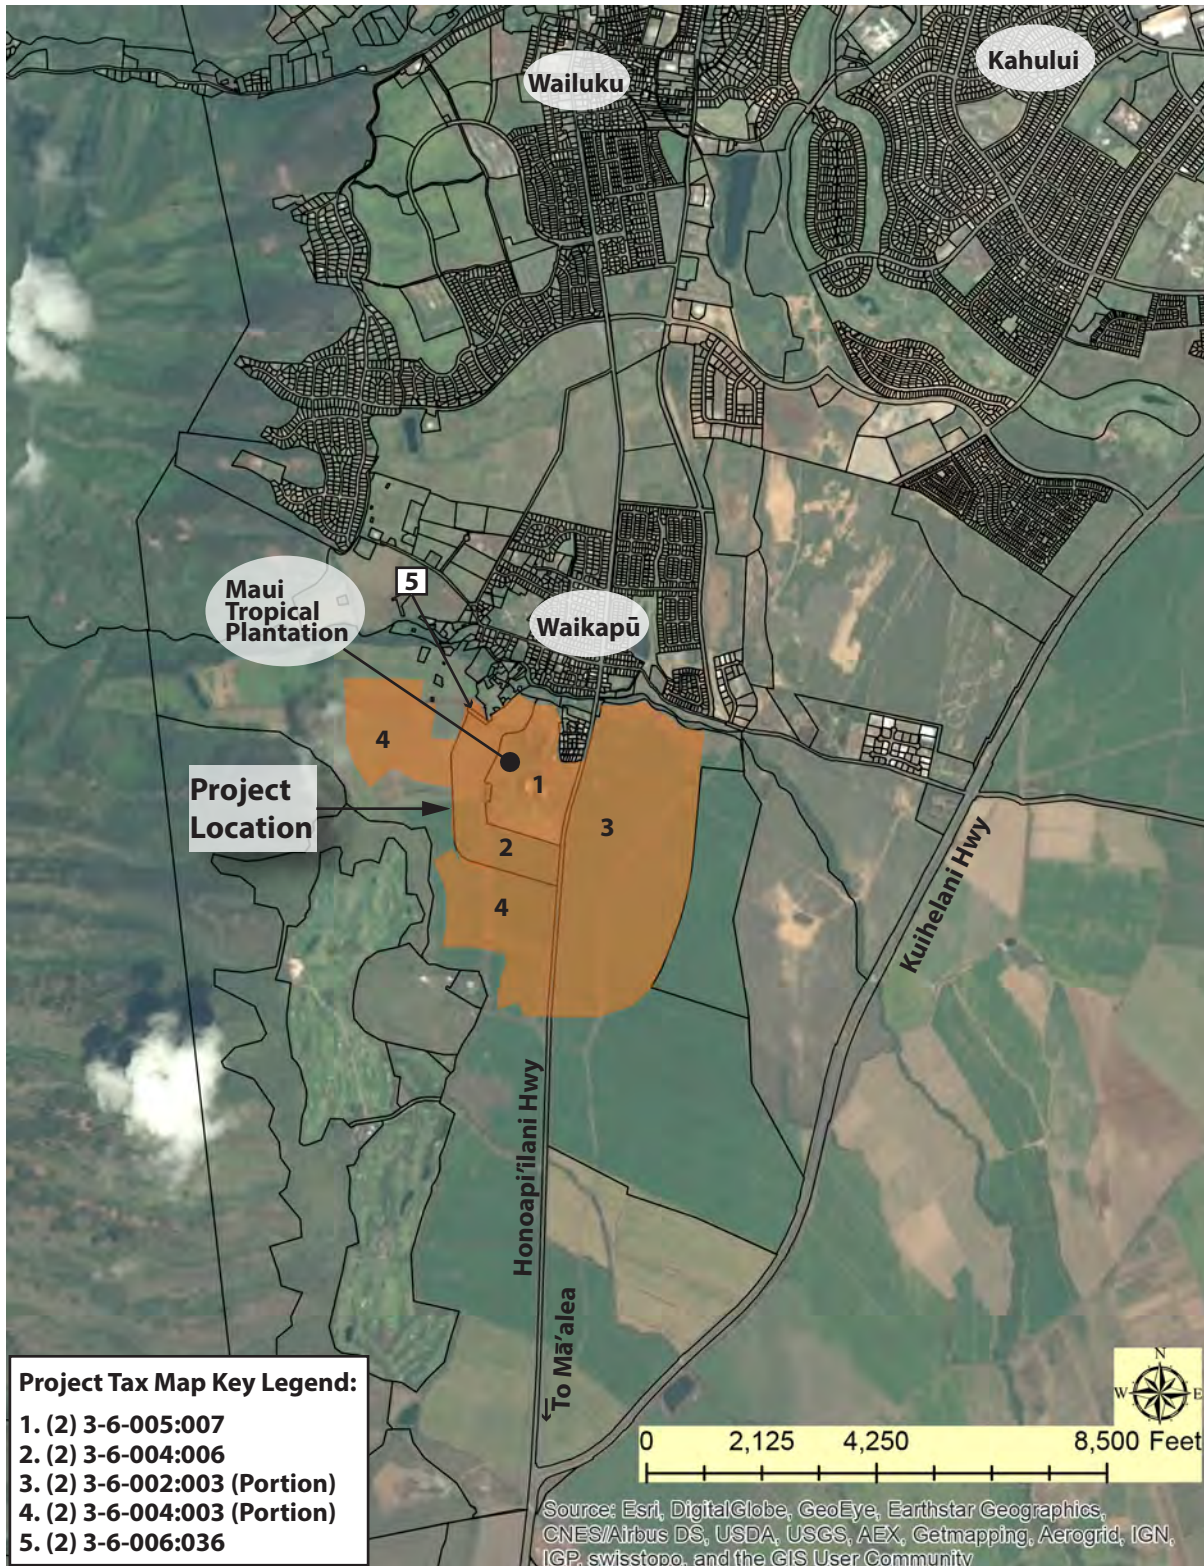 Wailuku
Kahului
Maui
Tropical
Plantation
5
Waikapū
4
Project
Location
1
3
2
4
Kuihelani Hwy
Honoapi'ilani Hwy
To Mā'alea
Project Tax Map Key Legend:
1. (2) 3-6-005:007
2. (2) 3-6-004:006
3. (2) 3-6-002:003 (Portion)
4. (2) 3-6-004:003 (Portion)
5. (2) 3-6-006:036
N
W E
S
0 2,125 4,250 8,500 Feet
Source: Esri, DigitalGlobe, GeoEye, Earthstar Geographics,
CNES/Airbus DS, USDA, USGS, AEX, Getmapping, Aerogrid, IGN,
IGP, swisstopo, and the GIS User Community